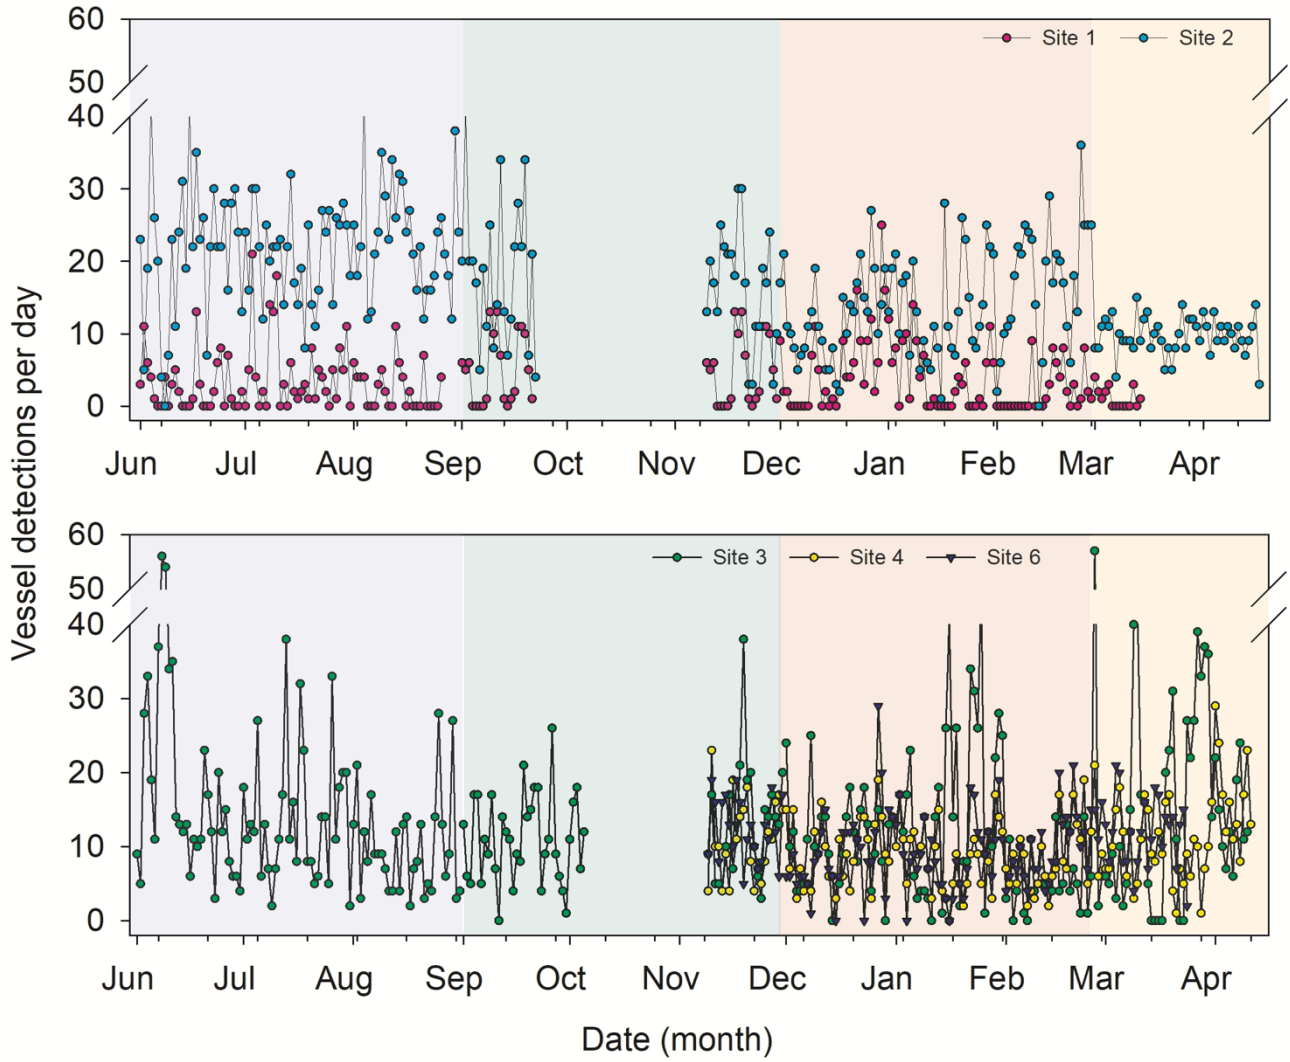 Vessel detections per day
60
50
40
30
20
10
0
Site 1 Site 2
Jun Jul Aug Sep Oct Nov Dec Jan Feb Mar Apr
60
50
40
30
20
10
0
Site 3 Site 4 Site 6
Jun Jul Aug Sep Oct Nov Dec Jan Feb Mar Apr
Date (month)